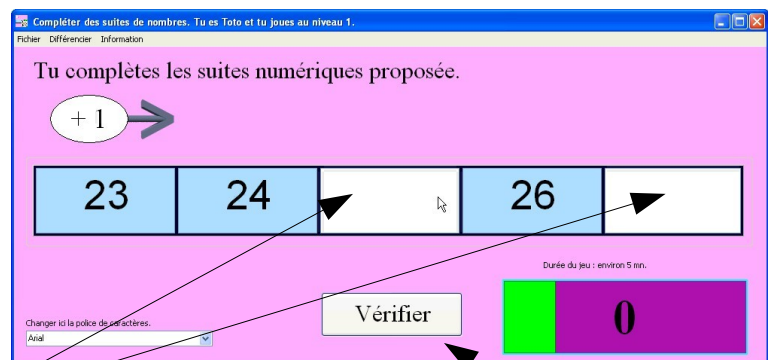 Compléter des suites de nombres. Tu es Toto et tu joues au niveau 1.
Fichier Différencier Information
Tu complètes les suites numériques proposée.
+ 1
23 24 26
Durée du jeu : environ 5 mn.
Vérifier
0
Changer ici la police de caractères.
Arial